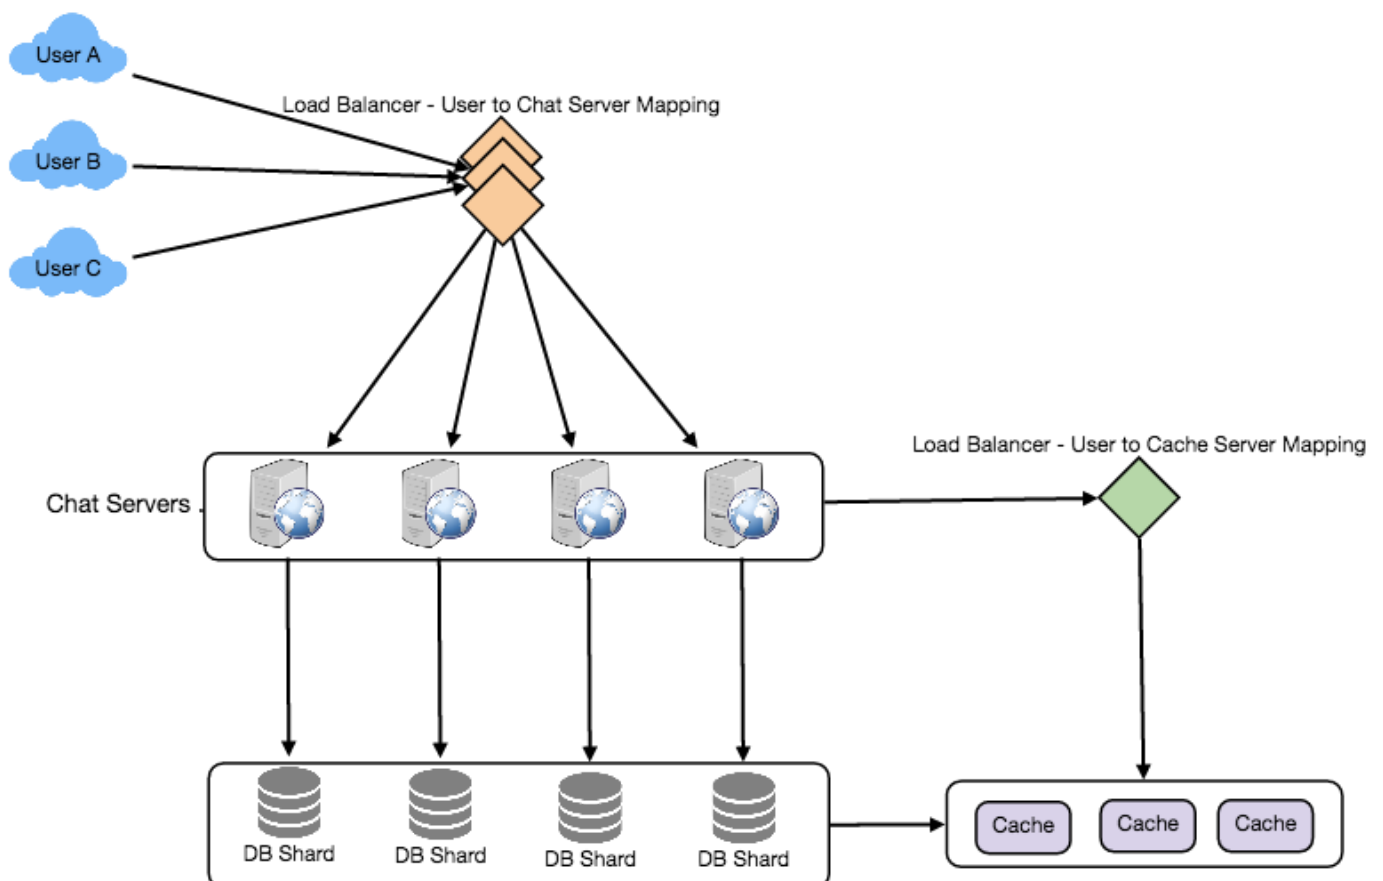 User A
Load Balancer - User to Chat Server Mapping
User B
User C
Load Balancer - User to Cache Server Mapping
Chat Servers .
Cache
Cache
Cache
DB Shard
DB Shard
DB Shard
DB Shard